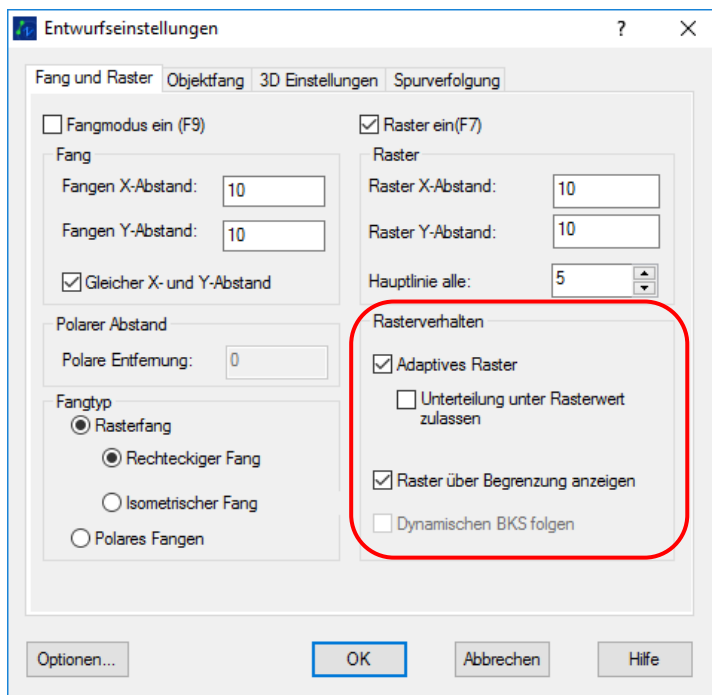 Entwurfseinstellungen
Fang und Raster Objektfang 3D Einstellungen Spurverfolgung
Fangmodus ein (F9)
Fang
Fangen X-Abstand: 10
Fangen Y-Abstand: 10
Gleicher X- und Y-Abstand
Polarer Abstand
Polare Entfernung: 0
Fangtyp
Rasterfang
Rechteckiger Fang
Isometrischer Fang
Polares Fangen
Raster ein(F7)
Raster
Raster X-Abstand: 10
Raster Y-Abstand: 10
Hauptlinie alle: 5
Rasterverhalten
Adaptives Raster
Unterteilung unter Rasterwert
zulassen
Raster über Begrenzung anzeigen
Dynamischen BKS folgen
Optionen... OK Abbrechen Hilfe